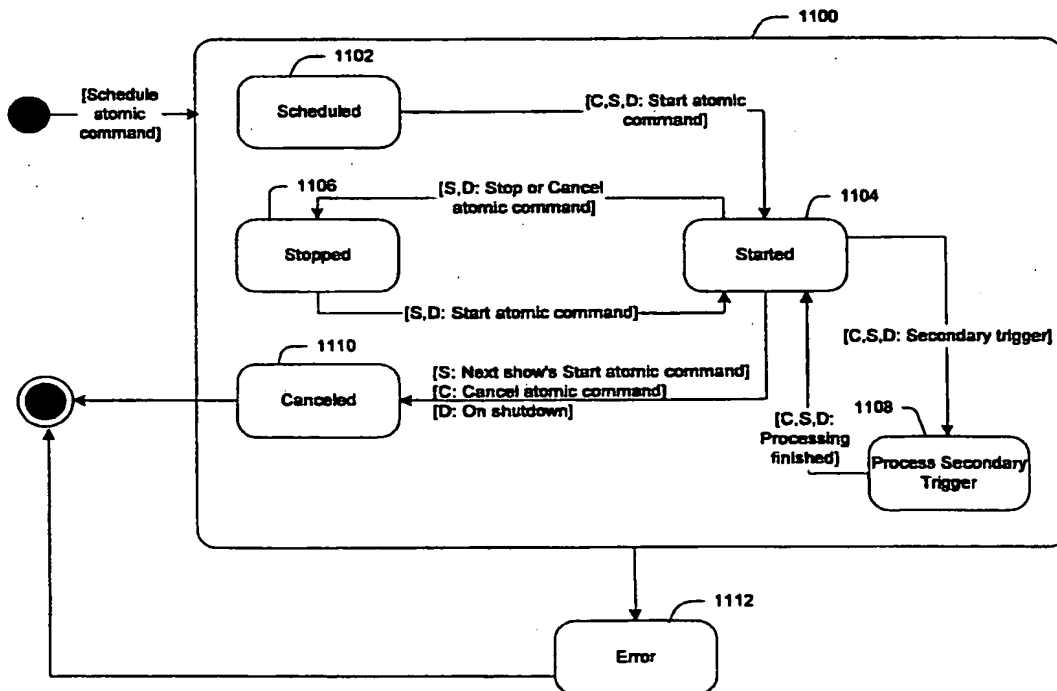 1100
1102
[Schedule
atomic
command]
Scheduled
[C,S,D: Start atomic
command]
1106
[S,D: Stop or Cancel
atomic command]
1104
Stopped
Started
[S,D: Start atomic command]
[C,S,D: Secondary trigger]
1110
[S: Next show's Start atomic command]
[C: Cancel atomic command]
[D: On shutdown]
Canceled
[C,S,D:
Processing
finished]
1108
Process Secondary
Trigger
1112
Error